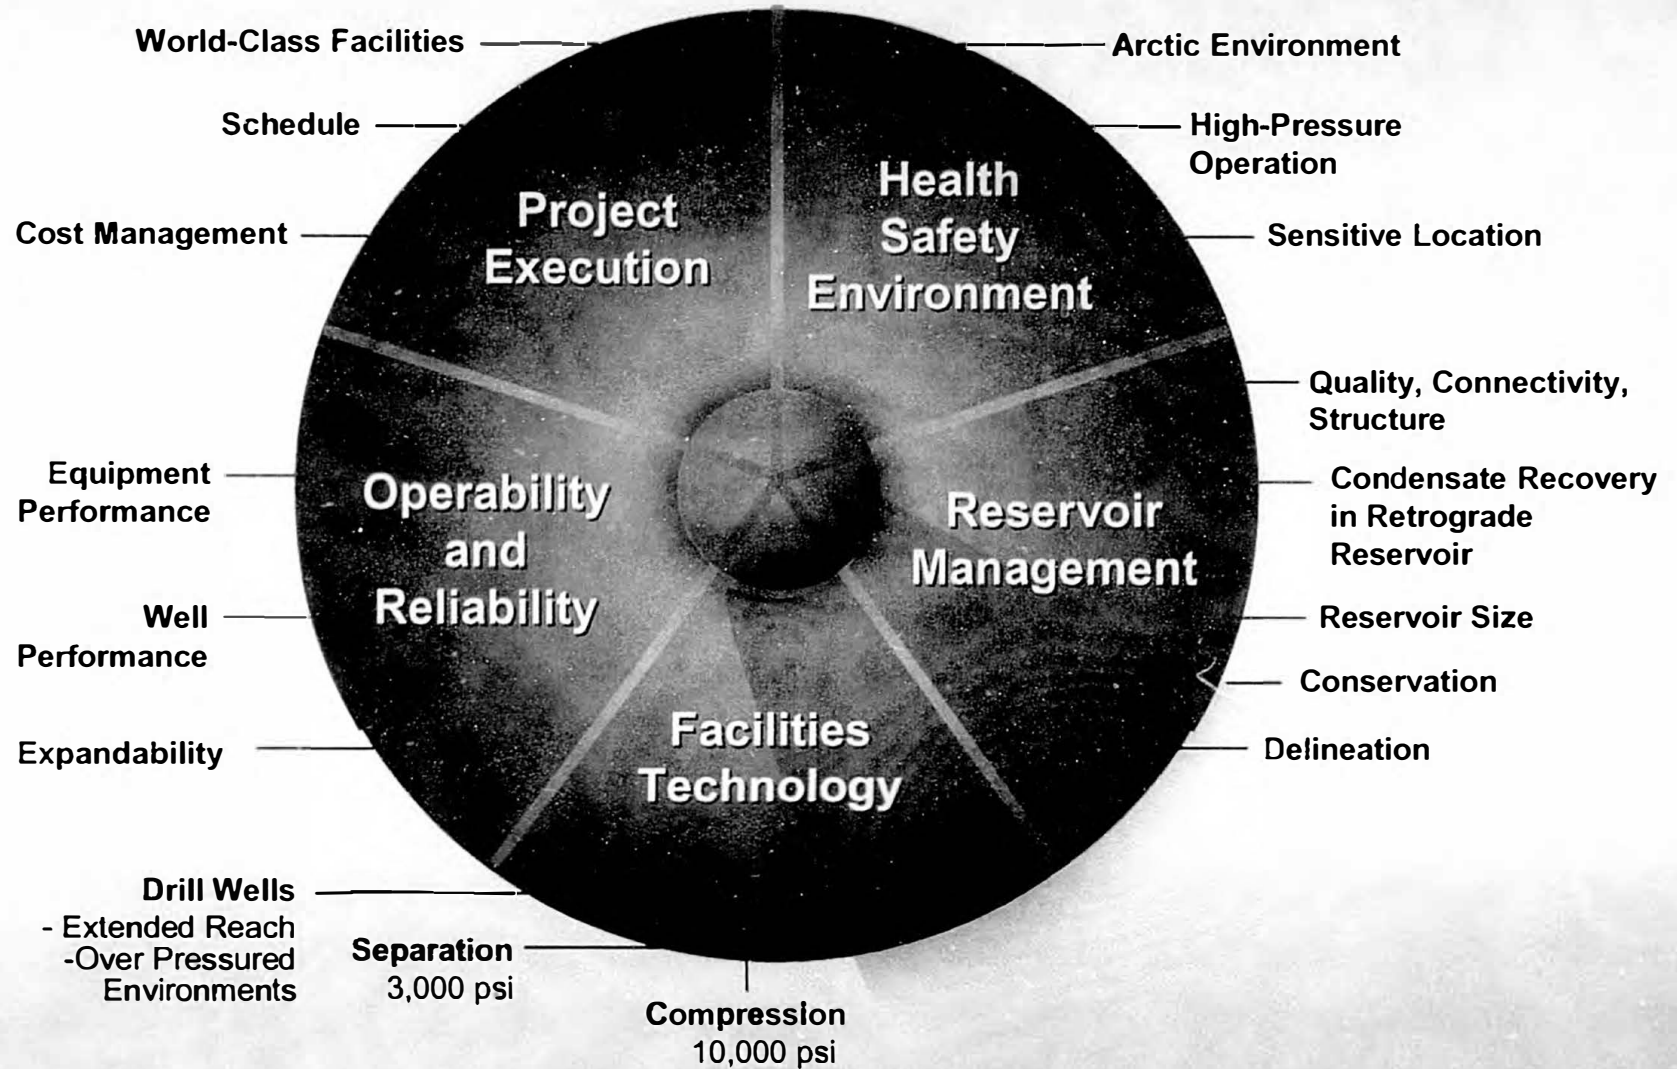 World-Class Facilities
Schedule
Cost Management
Project
Execution
Health
Safety
Environment
Arctic Environment
High-Pressure
Operation
Sensitive Location
Quality, Connectivity,
Structure
Condensate Recovery
in Retrograde
Reservoir
Reservoir Size
Conservation
Delineation
Reservoir
Management
Equipment
Performance
Well
Performance
Expandability
Operability
and
Reliability
Facilities
Technology
Drill Wells
- Extended Reach
-Over Pressured
Environments
Separation
3,000 psi
Compression
10,000 psi